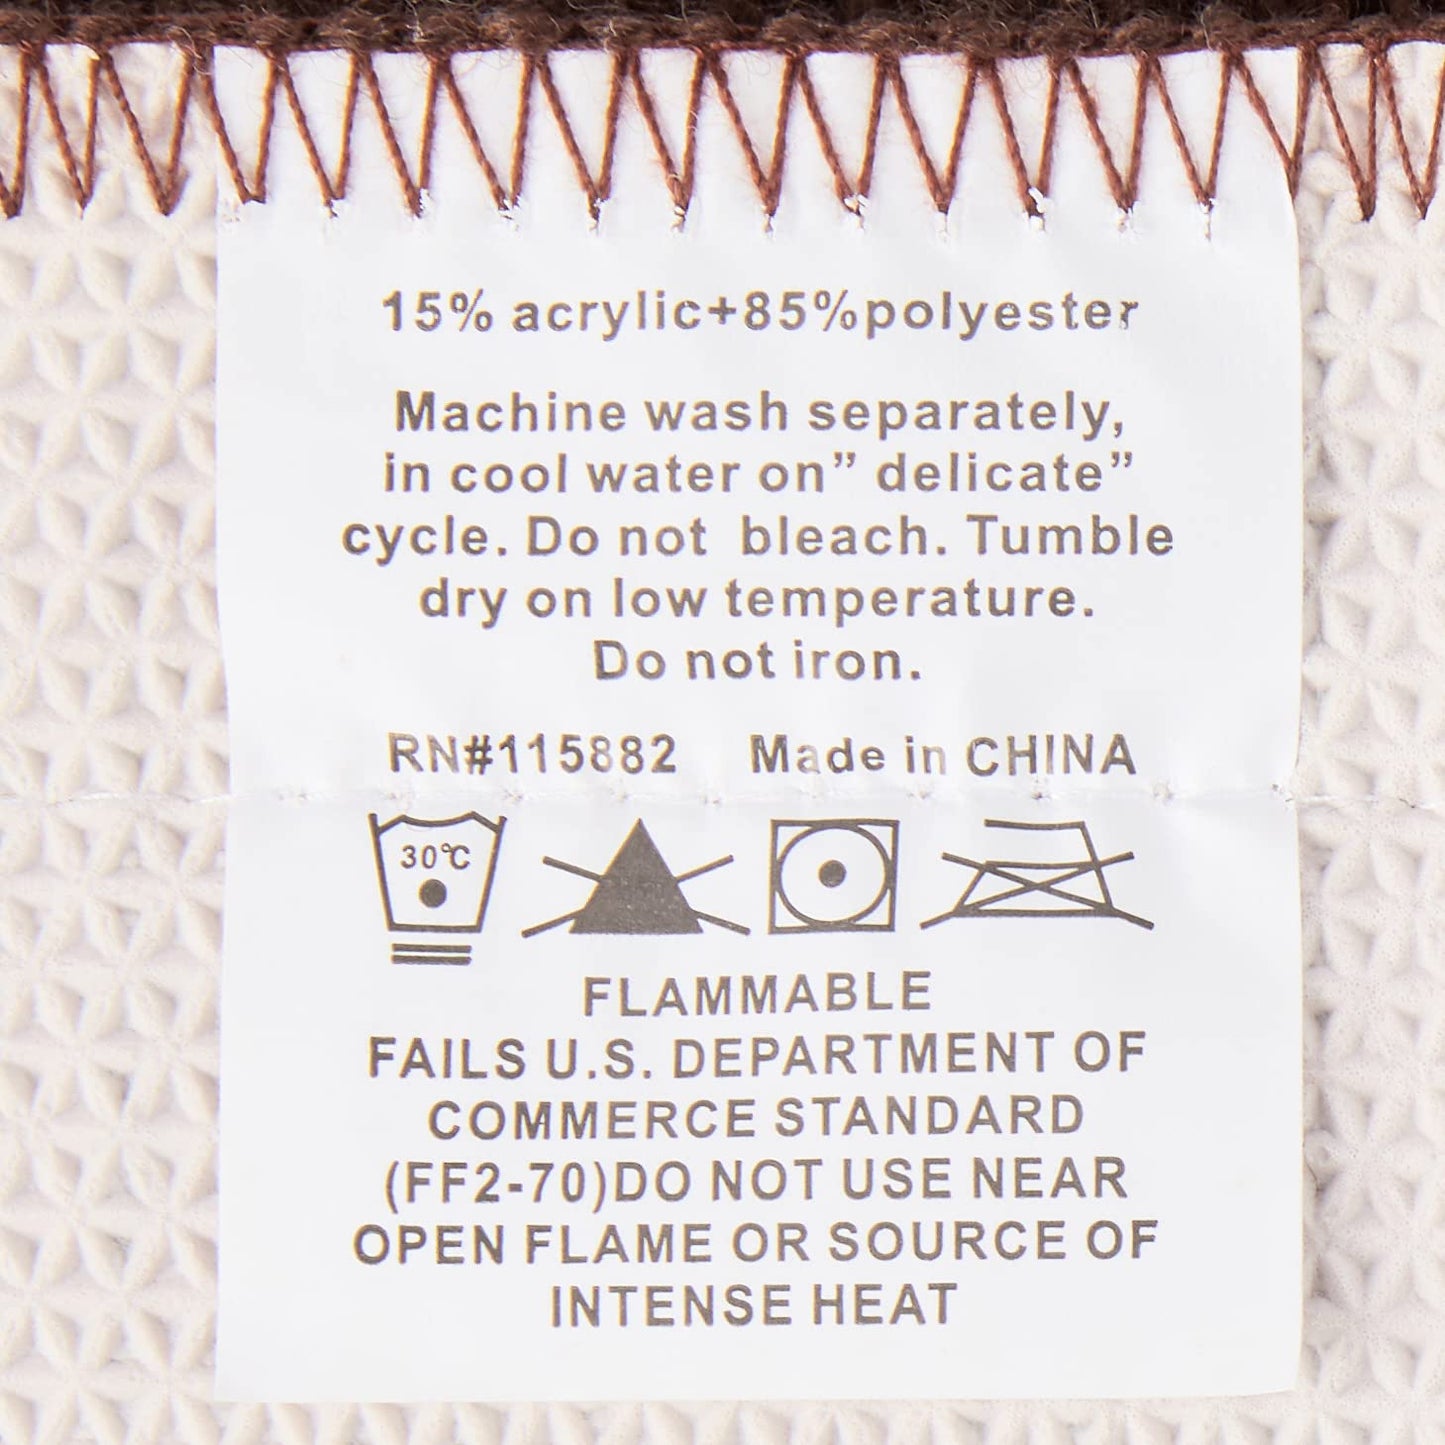 15% acrylic+85%polyester
Machine wash separately,
in cool water on” delicate”
cycle. Do not bleach. Tumble
dry on low temperature.
Do not iron.
RN#115882 Made in CHINA
30℃
FLAMMABLE
FAILS U.S. DEPARTMENT OF
COMMERCE STANDARD
(FF2-70)DO NOT USE NEAR
OPEN FLAME OR SOURCE OF
INTENSE HEAT